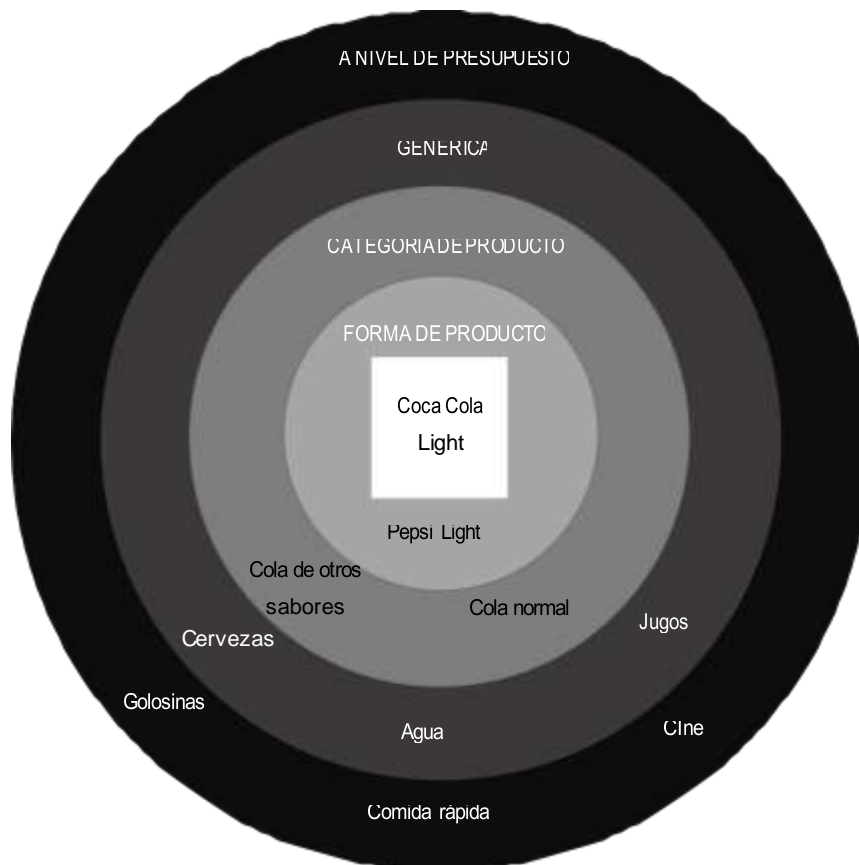 A NIVEL DE PRESUPUESTO
GENERICA
CATEGORIA DE PRODUCTO
FORMA DE PRODUCTO
Coca Cola
Light
Pepsi Light
Cola de otros
sabores
Cola normal
Jugos
Cervezas
Golosinas
Agua
CIne
Comida rápida